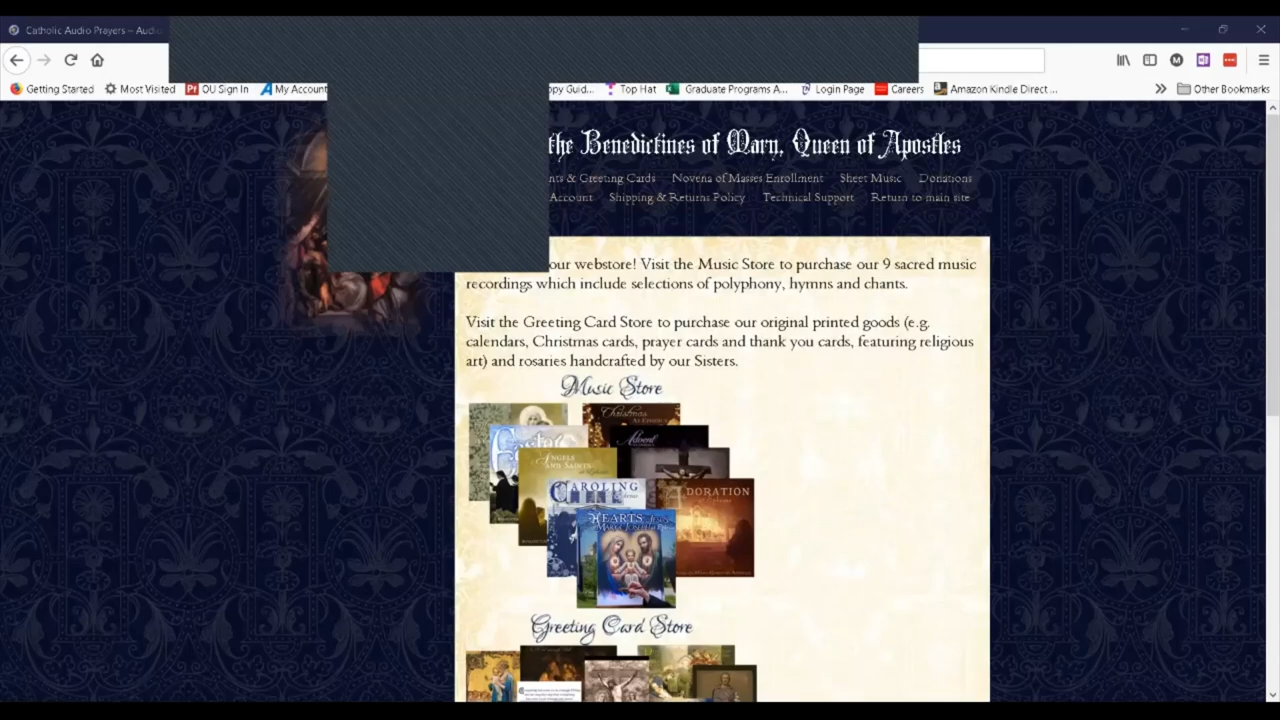 Catholic Audio Prayers – Audi
Getting Started Most Visited OU Sign In My Account Top Hat Graduate Programs A... Login Page Careers Amazon Kindle Direct ... Other Bookmarks
the Benedictines of Mary, Queen of Apostles
& Greeting Cards Novena of Masses Enrollment Sheet Music Donations
Account Shipping & Returns Policy Technical Support Return to main site
our webstore! Visit the Music Store to purchase our 9 sacred music
recordings which include selections of polyphony, hymns and chants.
Visit the Greeting Card Store to purchase our original printed goods (e.g.
calendars, Christmas cards, prayer cards and thank you cards, featuring religious
art) and rosaries handcrafted by our Sisters.
Music Store
Christmas
Advent
Easter
ANGELS
AND SAINTS
CAROLING
ADORATION
HEARTS
Greeting Card Store